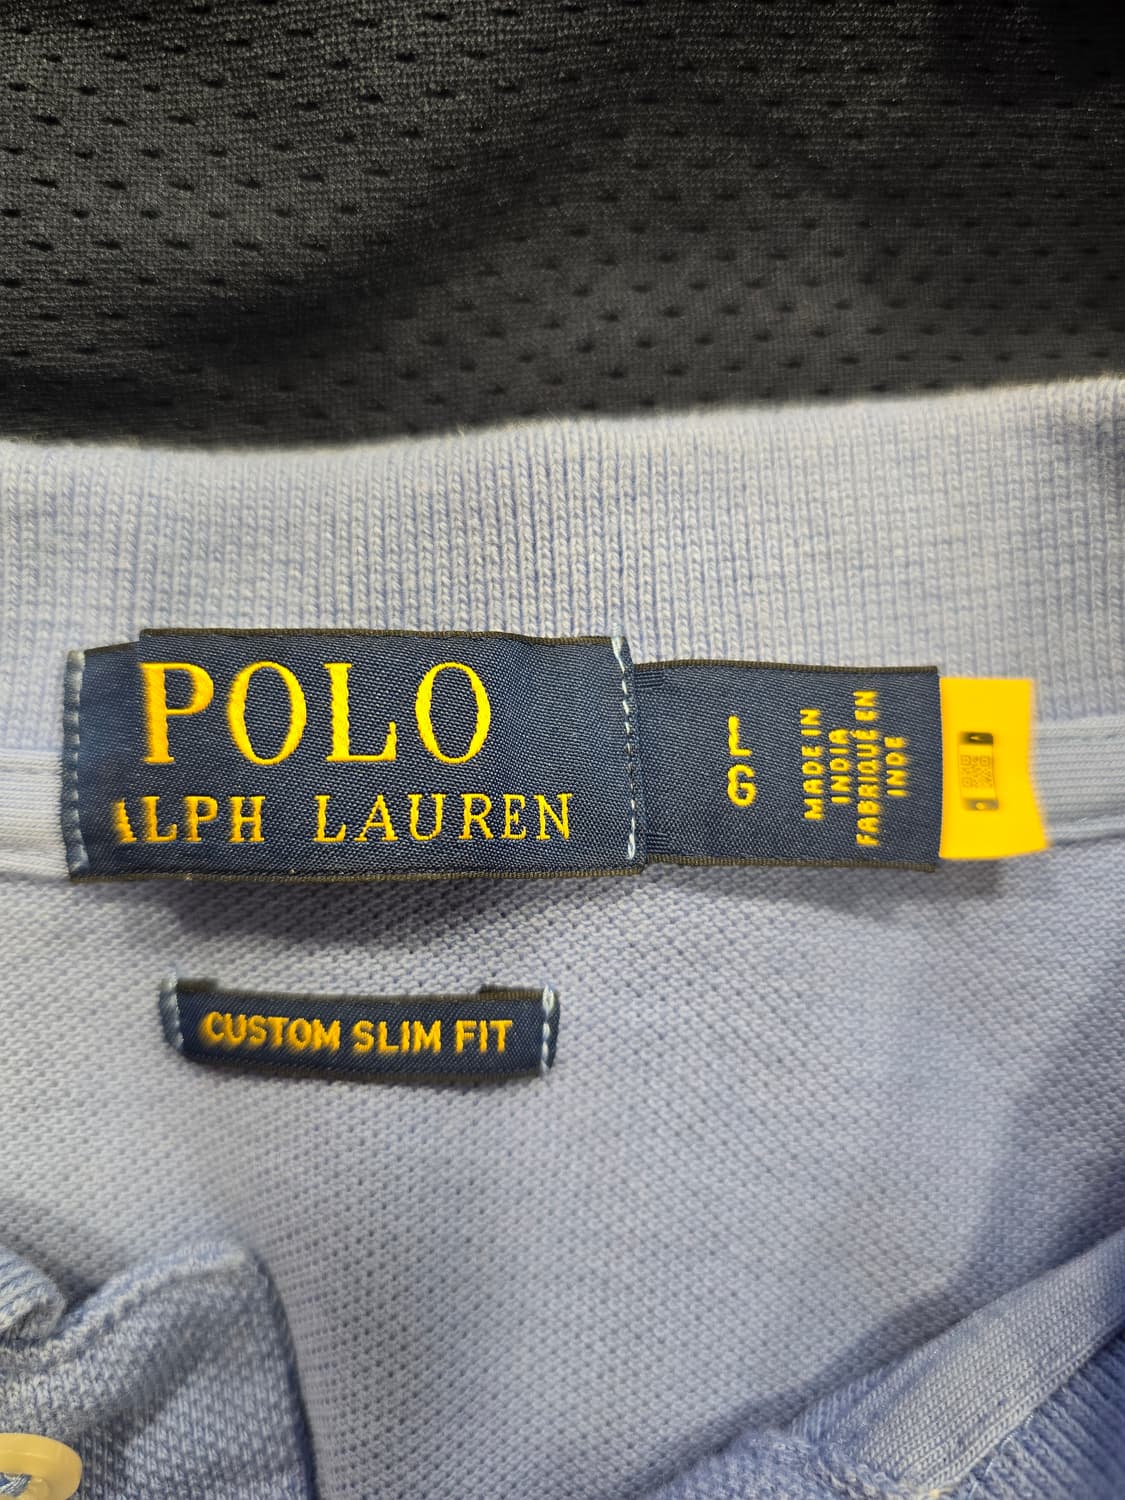 POLO
ALPH LAUREN
L
G
MADE IN
INDIA
FABRIQUÉ EN
INDE
CUSTOM SLIM FIT